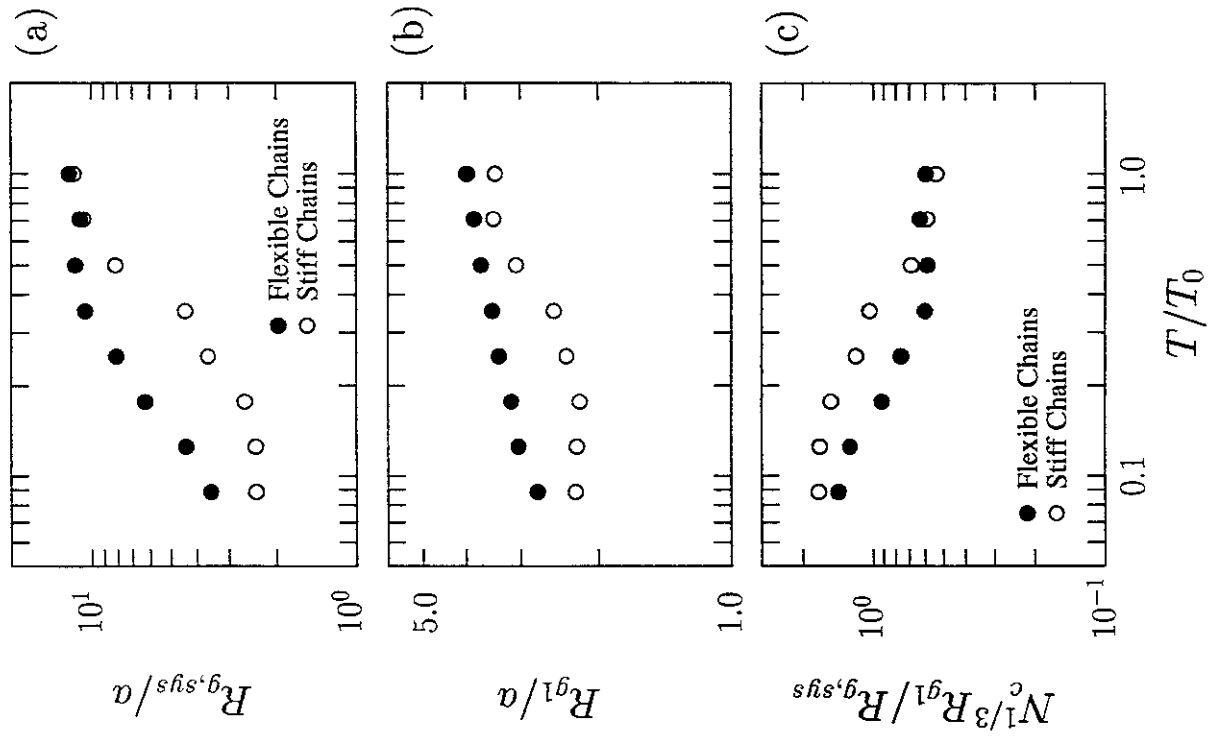 (a)
R_{g,sys}/a
10^1
10^0
● Flexible Chains
○ Stiff Chains
(b)
R_{g1}/a
5.0
1.0
(c)
N_c^{1/3}R_{g1}/R_{g,sys}
10^0
10^{-1}
● Flexible Chains
○ Stiff Chains
0.1
1.0
T/T_0